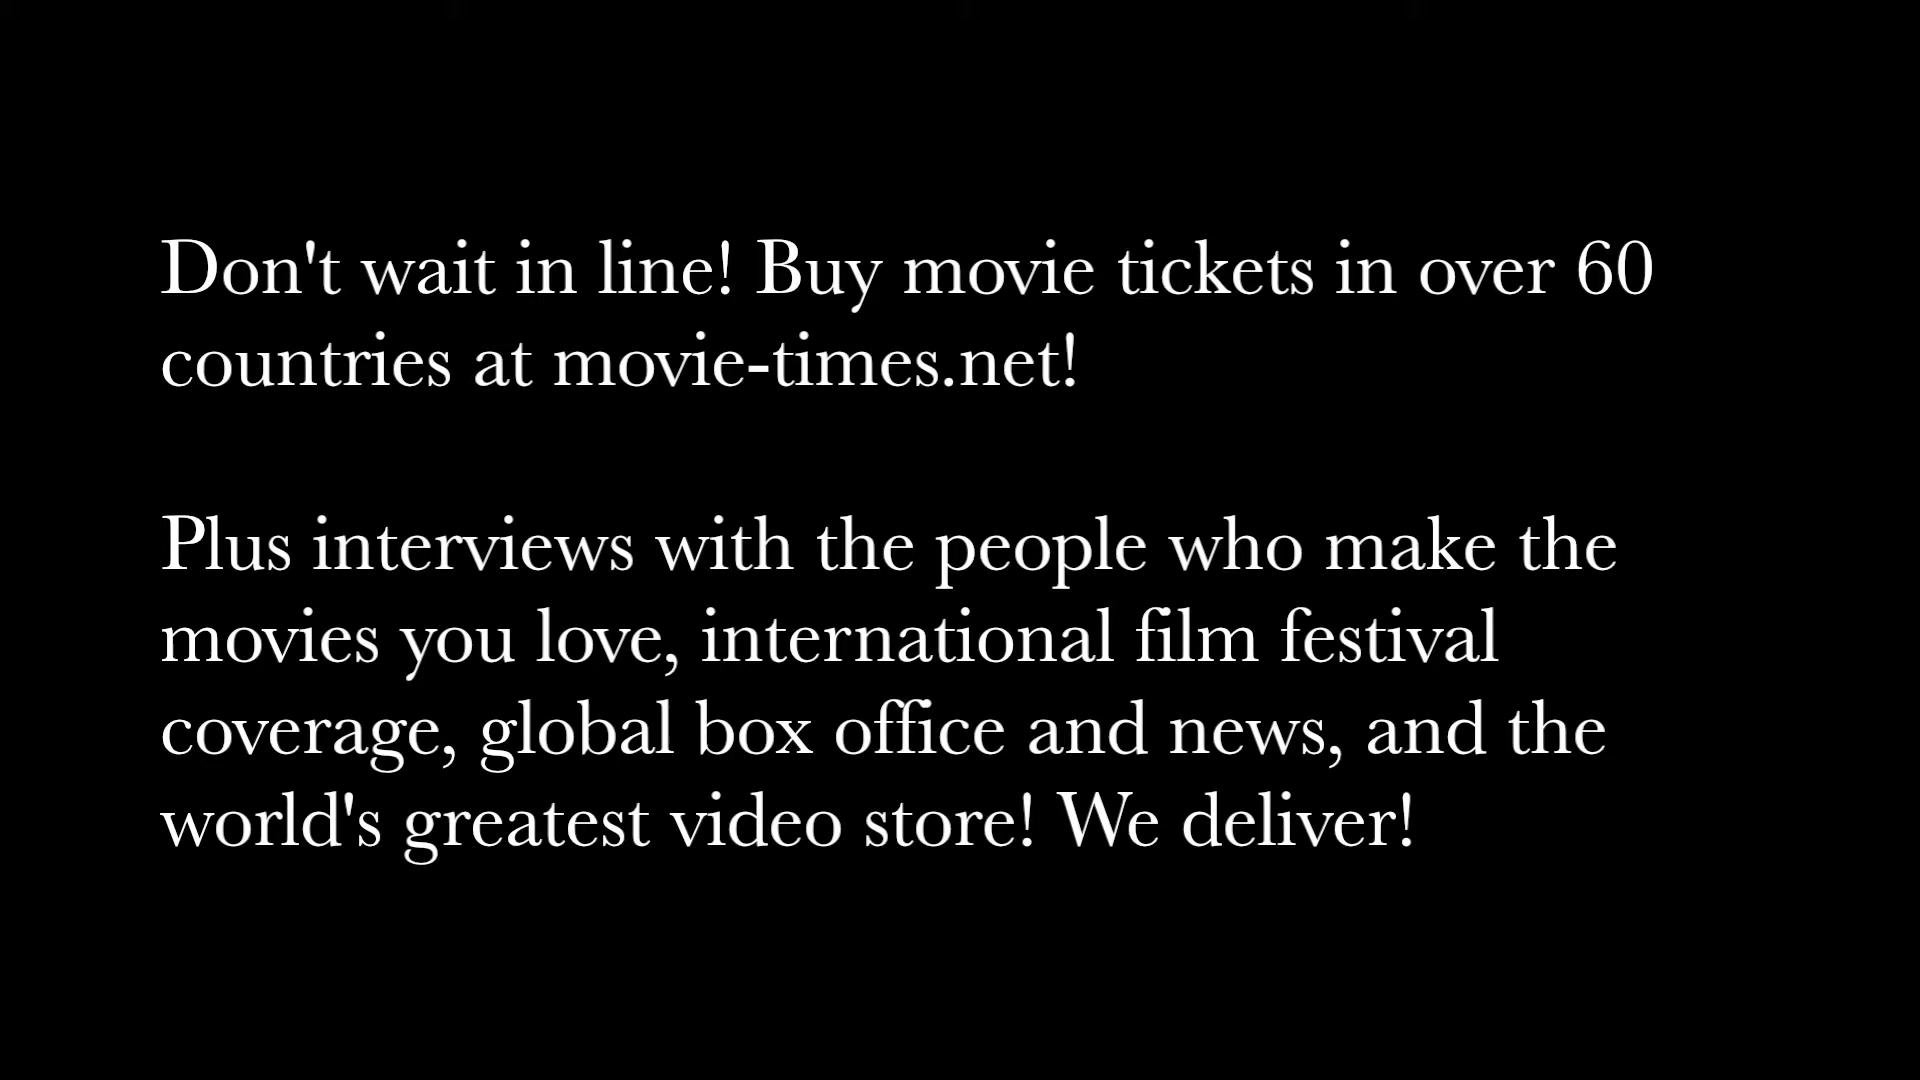 Don't wait in line! Buy movie tickets in over 60
countries at movie-times.net!
Plus interviews with the people who make the
movies you love, international film festival
coverage, global box office and news, and the
world's greatest video store! We deliver!